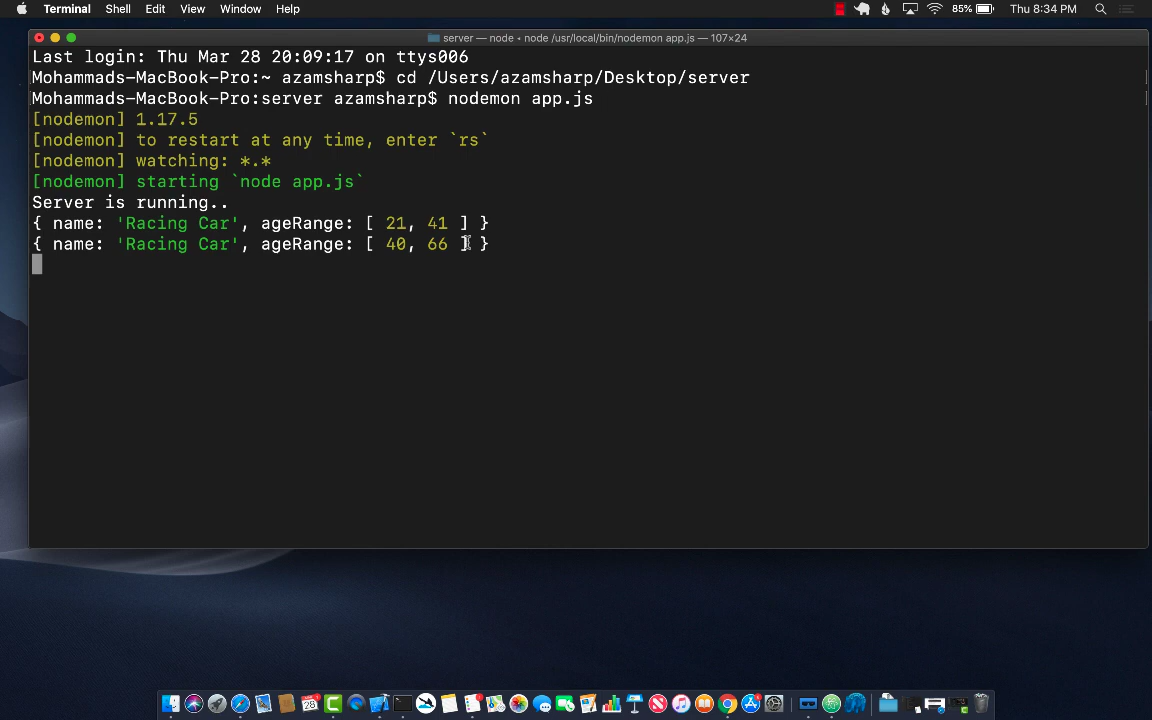 Terminal Shell Edit View Window Help 85% Thu 8:34 PM
server — node • node /usr/local/bin/nodemon app.js — 107×24
Last login: Thu Mar 28 20:09:17 on ttys006
Mohammads-MacBook-Pro:~ azamsharp$ cd /Users/azamsharp/Desktop/server
Mohammads-MacBook-Pro:server azamsharp$ nodemon app.js
[nodemon] 1.17.5
[nodemon] to restart at any time, enter `rs`
[nodemon] watching: *.*
[nodemon] starting `node app.js`
Server is running..
{ name: 'Racing Car', ageRange: [ 21, 41 ] }
{ name: 'Racing Car', ageRange: [ 40, 66 ] }
28